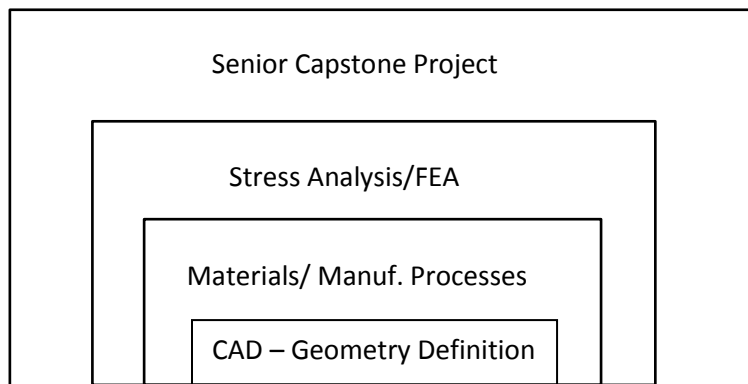 Senior Capstone Project
Stress Analysis/FEA
Materials/ Manuf. Processes
CAD – Geometry Definition